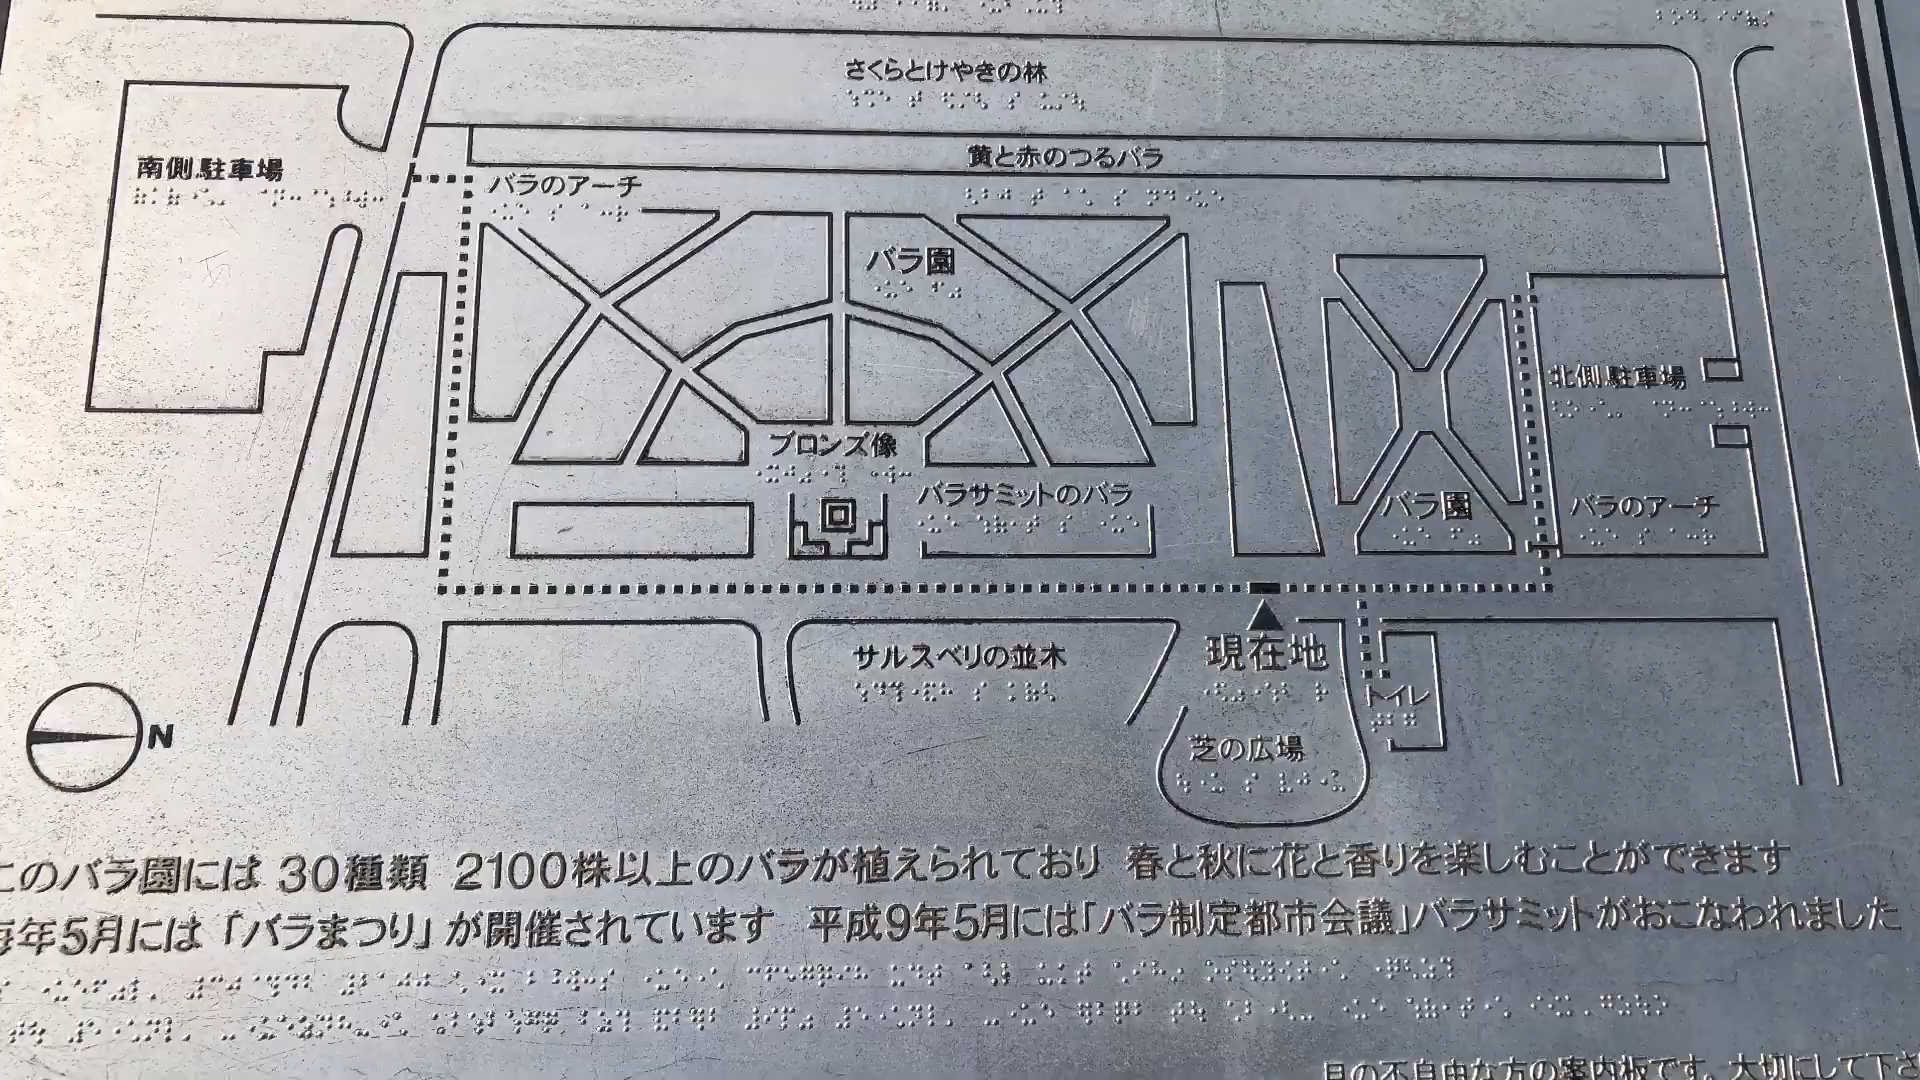 さくらとけやきの林
黄と赤のつるバラ
南側駐車場
バラのアーチ
バラ園
北側駐車場
ブロンズ像
バラサミットのバラ
バラ園
バラのアーチ
サルスベリの並木
現在地
トイレ
N
芝の広場
このバラ園には 30種類 2100株以上のバラが植えられており 春と秋に花と香りを楽しむことができます
毎年5月には「バラまつり」が開催されています 平成9年5月には「バラ制定都市会議」バラサミットがおこなわれました
目の不自由な方の案内板です。大切にして下さ